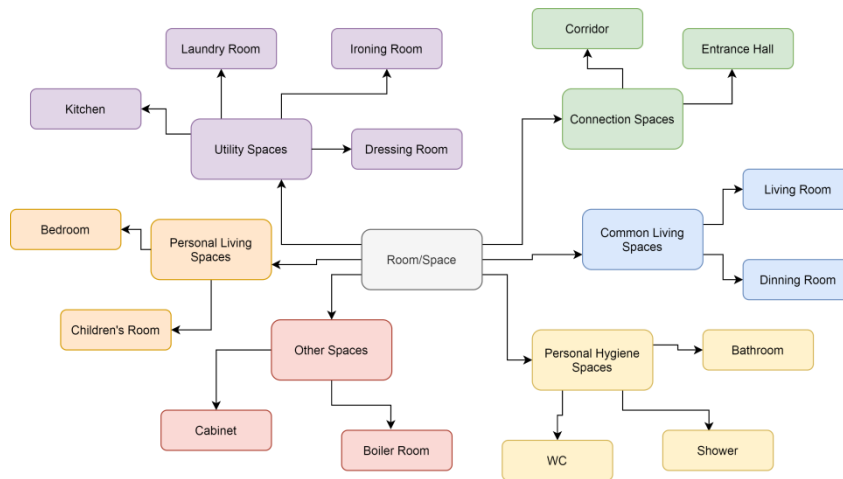 Corridor
Laundry Room
Ironing Room
Entrance Hall
Kitchen
Connection Spaces
Utility Spaces
Dressing Room
Living Room
Bedroom
Personal Living
Spaces
Common Living
Spaces
Room/Space
Dinning Room
Children's Room
Other Spaces
Personal Hygiene
Spaces
Bathroom
Cabinet
Boiler Room
WC
Shower